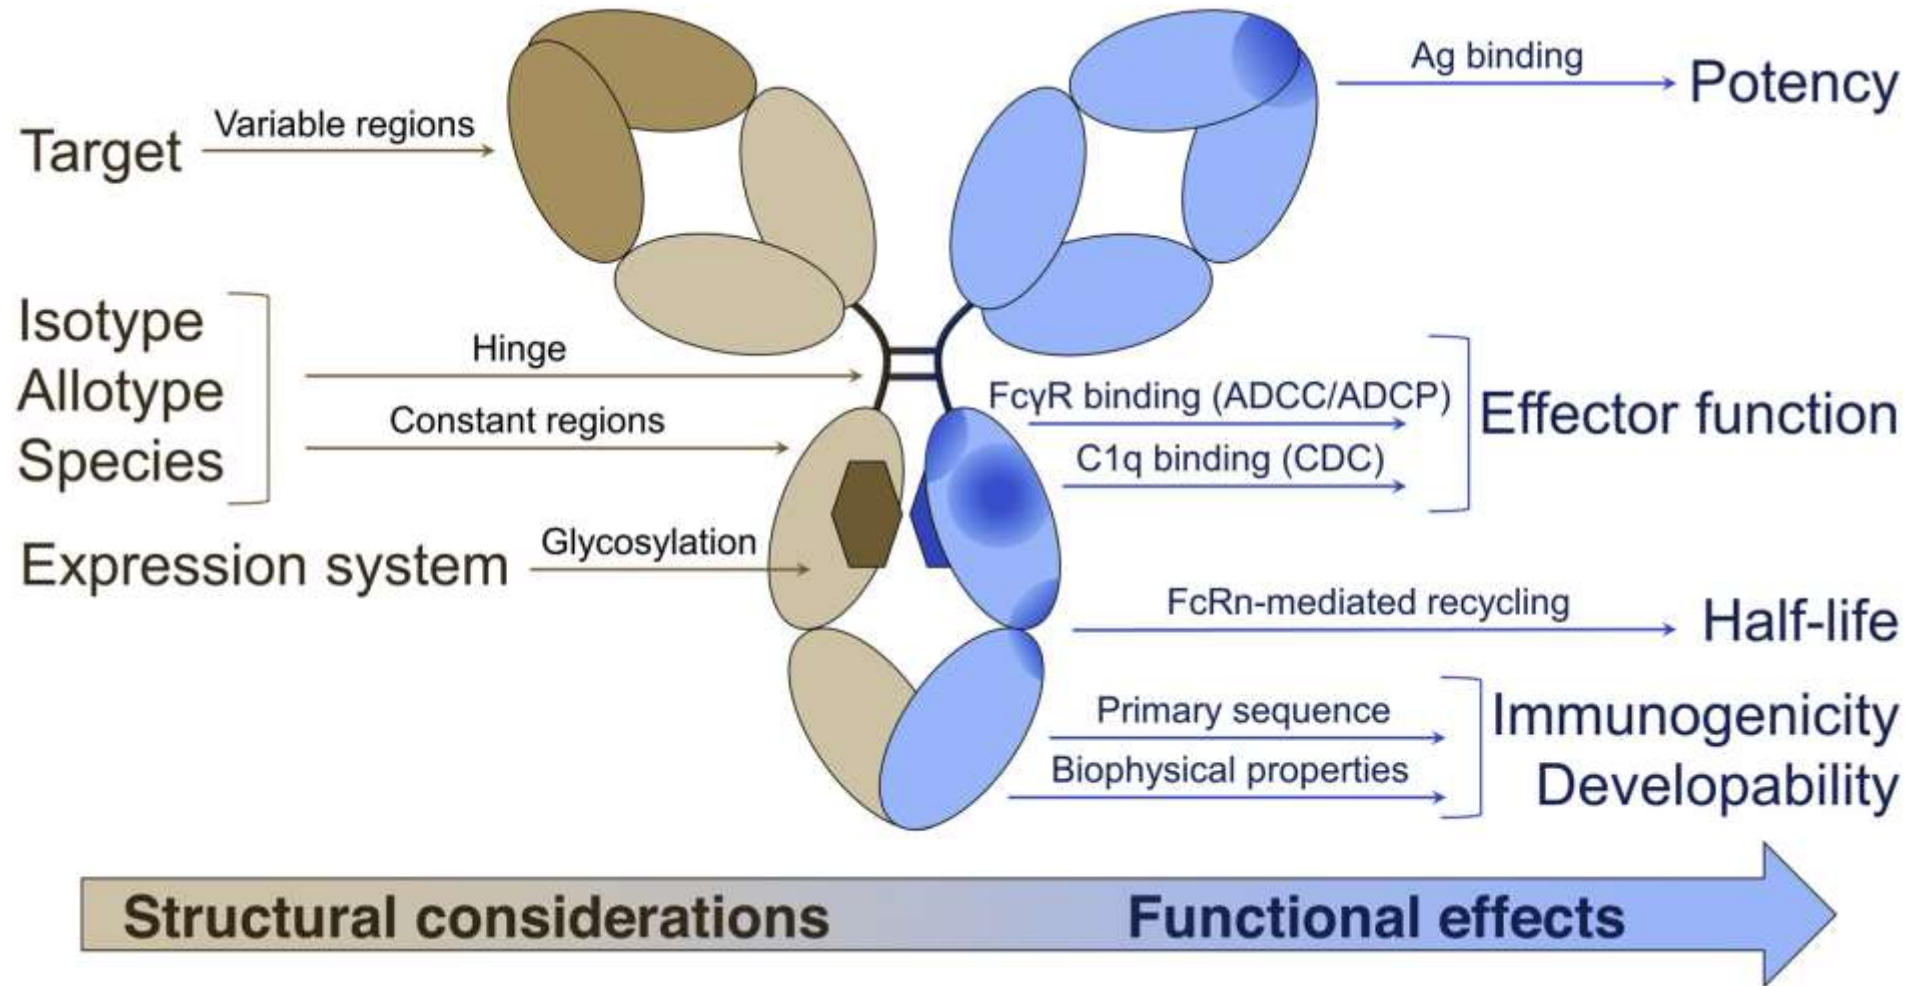 Target
Variable regions
Isotype
Allotype
Species
Hinge
Constant regions
Expression system
Glycosylation
Ag binding
Potency
FcγR binding (ADCC/ADCP)
C1q binding (CDC)
Effector function
FcRn-mediated recycling
Half-life
Primary sequence
Biophysical properties
Immunogenicity
Developability
Structural considerations
Functional effects